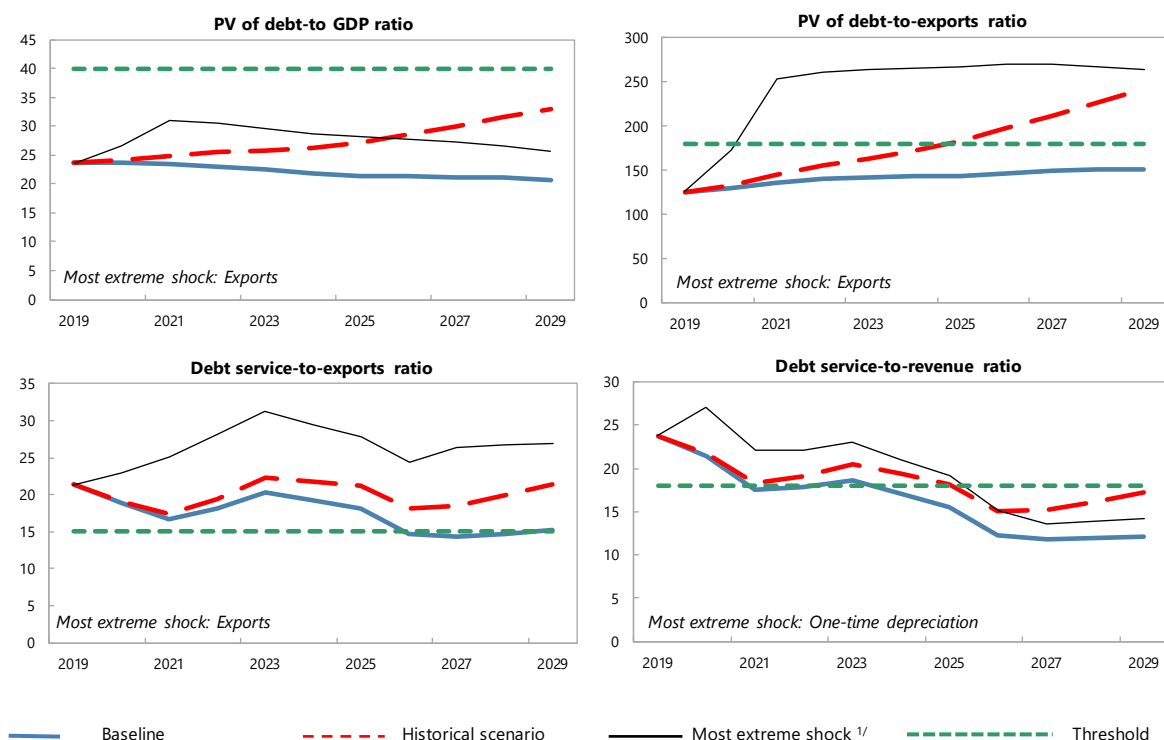 PV of debt-to GDP ratio
45
40
35
30
25
20
15
10
5
0
Most extreme shock: Exports
2019 2021 2023 2025 2027 2029
PV of debt-to-exports ratio
300
250
200
150
100
50
0
Most extreme shock: Exports
2019 2021 2023 2025 2027 2029
Debt service-to-exports ratio
35
30
25
20
15
10
5
0
Most extreme shock: Exports
2019 2021 2023 2025 2027 2029
Debt service-to-revenue ratio
30
25
20
15
10
5
0
Most extreme shock: One-time depreciation
2019 2021 2023 2025 2027 2029
Baseline Historical scenario Most extreme shock 1/ Threshold